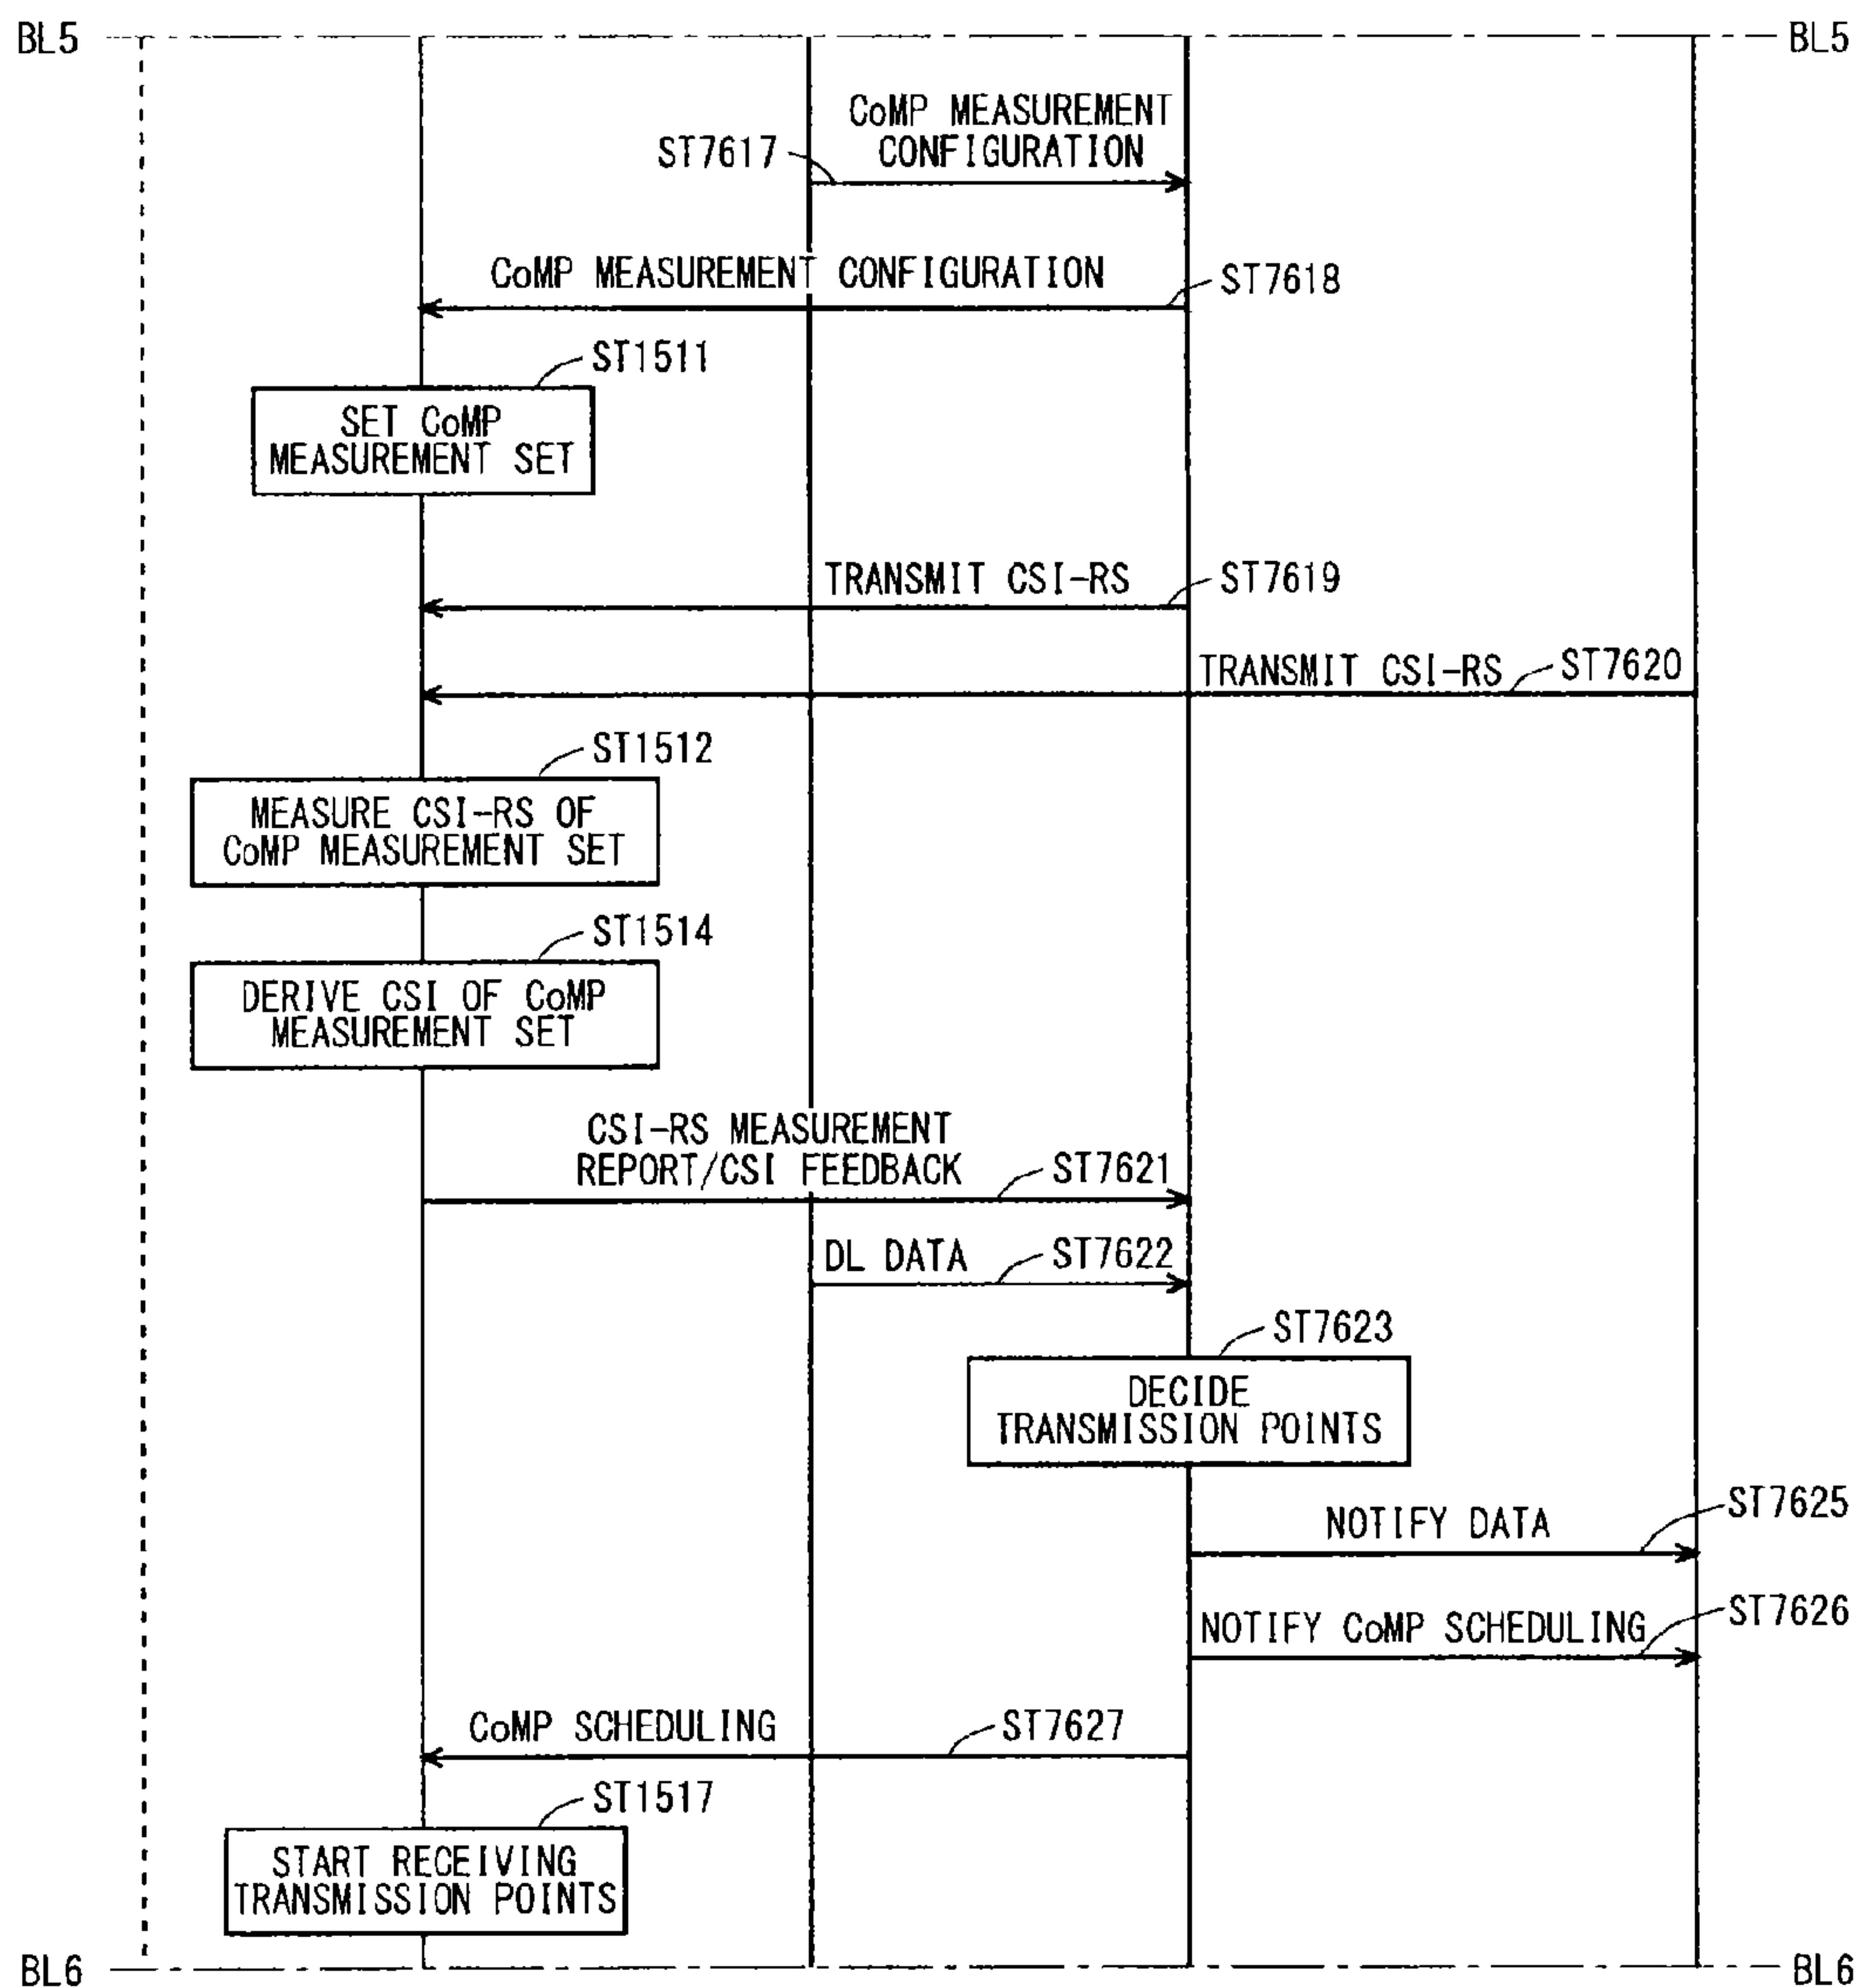 BL5
BL5
CoMP MEASUREMENT
CONFIGURATION
ST7617
CoMP MEASUREMENT CONFIGURATION
ST7618
ST1511
SET CoMP
MEASUREMENT SET
TRANSMIT CSI-RS
ST7619
TRANSMIT CSI-RS
ST7620
ST1512
MEASURE CSI-RS OF
CoMP MEASUREMENT SET
ST1514
DERIVE CSI OF CoMP
MEASUREMENT SET
CSI-RS MEASUREMENT
REPORT/CSI FEEDBACK
ST7621
DL DATA
ST7622
ST7623
DECIDE
TRANSMISSION POINTS
NOTIFY DATA
ST7625
NOTIFY CoMP SCHEDULING
ST7626
CoMP SCHEDULING
ST7627
ST1517
START RECEIVING
TRANSMISSION POINTS
BL6
BL6